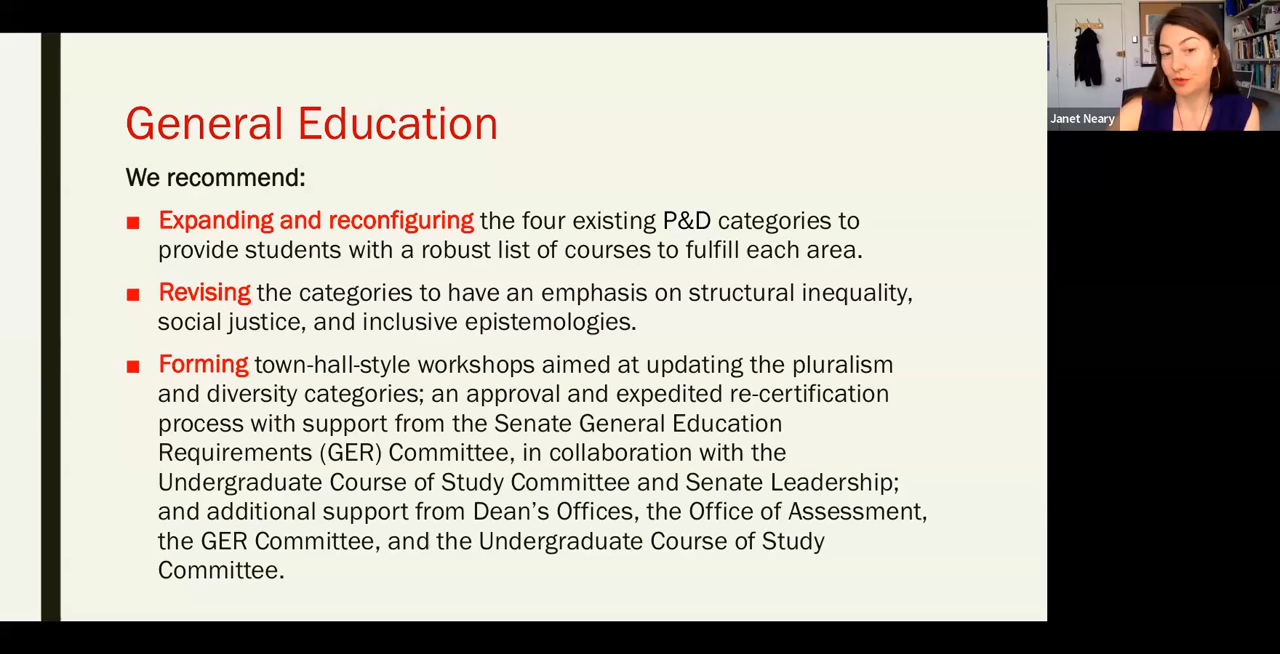 General Education
We recommend:
Expanding and reconfiguring the four existing P&D categories to
provide students with a robust list of courses to fulfill each area.
Revising the categories to have an emphasis on structural inequality,
social justice, and inclusive epistemologies.
Forming town-hall-style workshops aimed at updating the pluralism
and diversity categories; an approval and expedited re-certification
process with support from the Senate General Education
Requirements (GER) Committee, in collaboration with the
Undergraduate Course of Study Committee and Senate Leadership;
and additional support from Dean’s Offices, the Office of Assessment,
the GER Committee, and the Undergraduate Course of Study
Committee.
Janet Neary